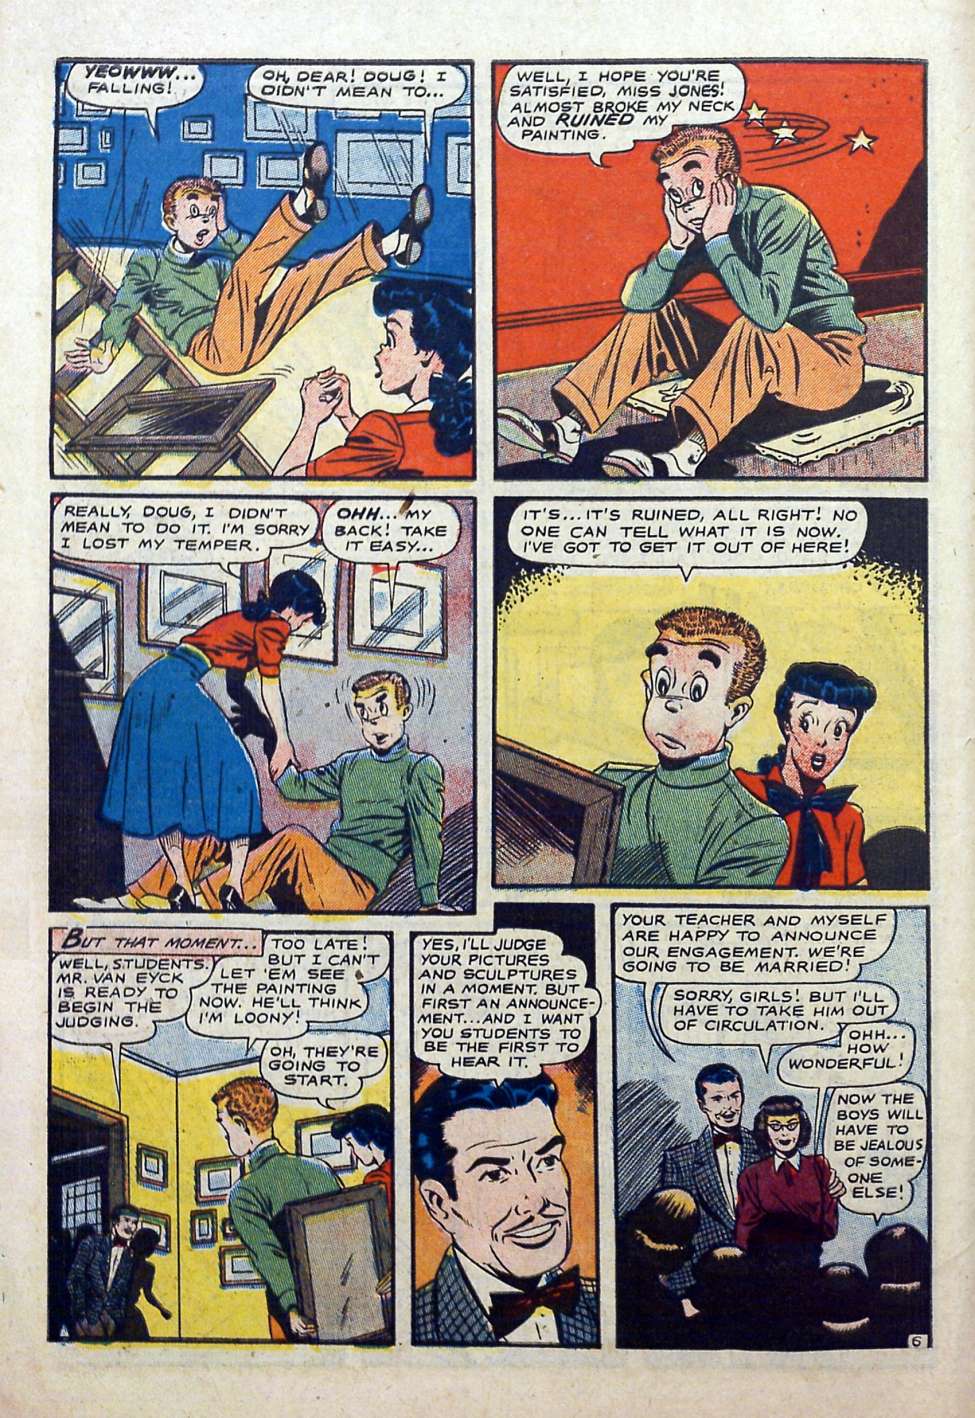 YEOWWW...
FALLING!
OH, DEAR! DOUG! I
DIDN'T MEAN TO...
WELL, I HOPE YOU'RE
SATISFIED, MISS JONES!
ALMOST BROKE MY NECK
AND RUINED MY
PAINTING.
REALLY, DOUG, I DIDN'T
MEAN TO DO IT. I'M SORRY
I LOST MY TEMPER.
OHH... MY
BACK! TAKE
IT EASY...
IT'S...IT'S RUINED, ALL RIGHT! NO
ONE CAN TELL WHAT IT IS NOW.
I'VE GOT TO GET IT OUT OF HERE!
BUT THAT MOMENT...
WELL, STUDENTS.
MR. VAN EYCK
IS READY TO
BEGIN THE
JUDGING.
TOO LATE!
BUT I CAN'T
LET 'EM SEE
THE PAINTING
NOW. HE'LL THINK
I'M LOONY!
OH, THEY'RE
GOING TO
START.
YES, I'LL JUDGE
YOUR PICTURES
AND SCULPTURES
IN A MOMENT. BUT
FIRST AN ANNOUNCE-
MENT...AND I WANT
YOU STUDENTS TO
BE THE FIRST TO
HEAR IT.
YOUR TEACHER AND MYSELF
ARE HAPPY TO ANNOUNCE
OUR ENGAGEMENT. WE'RE
GOING TO BE MARRIED!
SORRY, GIRLS! BUT I'LL
HAVE TO TAKE HIM OUT
OF CIRCULATION.
OHH...
HOW
WONDERFUL!
NOW THE
BOYS WILL
HAVE TO
BE JEALOUS
OF SOME-
ONE
ELSE!
6